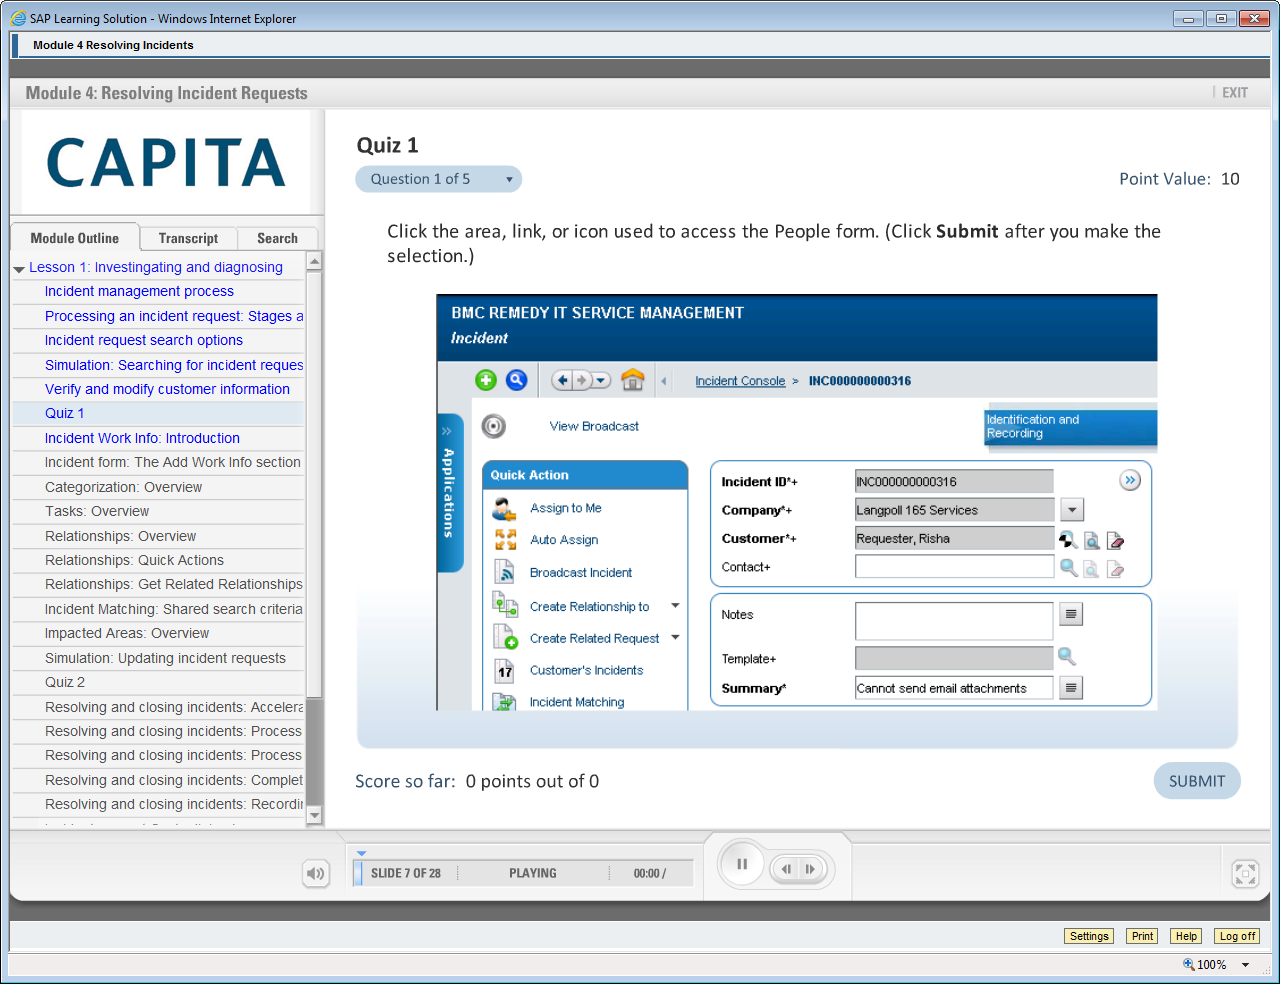 SAP Learning Solution - Windows Internet Explorer
Module 4 Resolving Incidents
Module 4: Resolving Incident Requests
EXIT
CAPITA
Module Outline
Transcript
Search
Lesson 1: Investingating and diagnosing
Incident management process
Processing an incident request: Stages a
Incident request search options
Simulation: Searching for incident reques
Verify and modify customer information
Quiz 1
Incident Work Info: Introduction
Incident form: The Add Work Info section
Categorization: Overview
Tasks: Overview
Relationships: Overview
Relationships: Quick Actions
Relationships: Get Related Relationships
Incident Matching: Shared search criteria
Impacted Areas: Overview
Simulation: Updating incident requests
Quiz 2
Resolving and closing incidents: Accelera
Resolving and closing incidents: Process
Resolving and closing incidents: Process
Resolving and closing incidents: Complet
Resolving and closing incidents: Recordin
Quiz 1
Question 1 of 5
Point Value: 10
Click the area, link, or icon used to access the People form. (Click Submit after you make the
selection.)
BMC REMEDY IT SERVICE MANAGEMENT
Incident
Incident Console > INC000000000316
Applications
View Broadcast
Identification and
Recording
Quick Action
Assign to Me
Auto Assign
Broadcast Incident
Create Relationship to
Create Related Request
17 Customer's Incidents
Incident Matching
Incident ID*+ INC000000000316
Company*+ Langpoll 165 Services
Customer*+ Requester, Risha
Contact+
Notes
Template+
Summary* Cannot send email attachments
Score so far: 0 points out of 0
SUBMIT
SLIDE 7 OF 28
PLAYING
00:00 /
Settings
Print
Help
Log off
100%